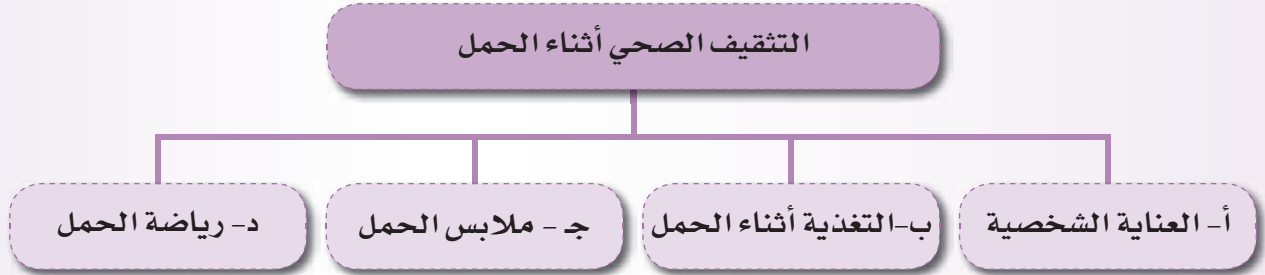 التثقيف الصحي أثناء الحمل
أ- العناية الشخصية
ب-التغذية أثناء الحمل
جـ - ملابس الحمل
د- رياضة الحمل